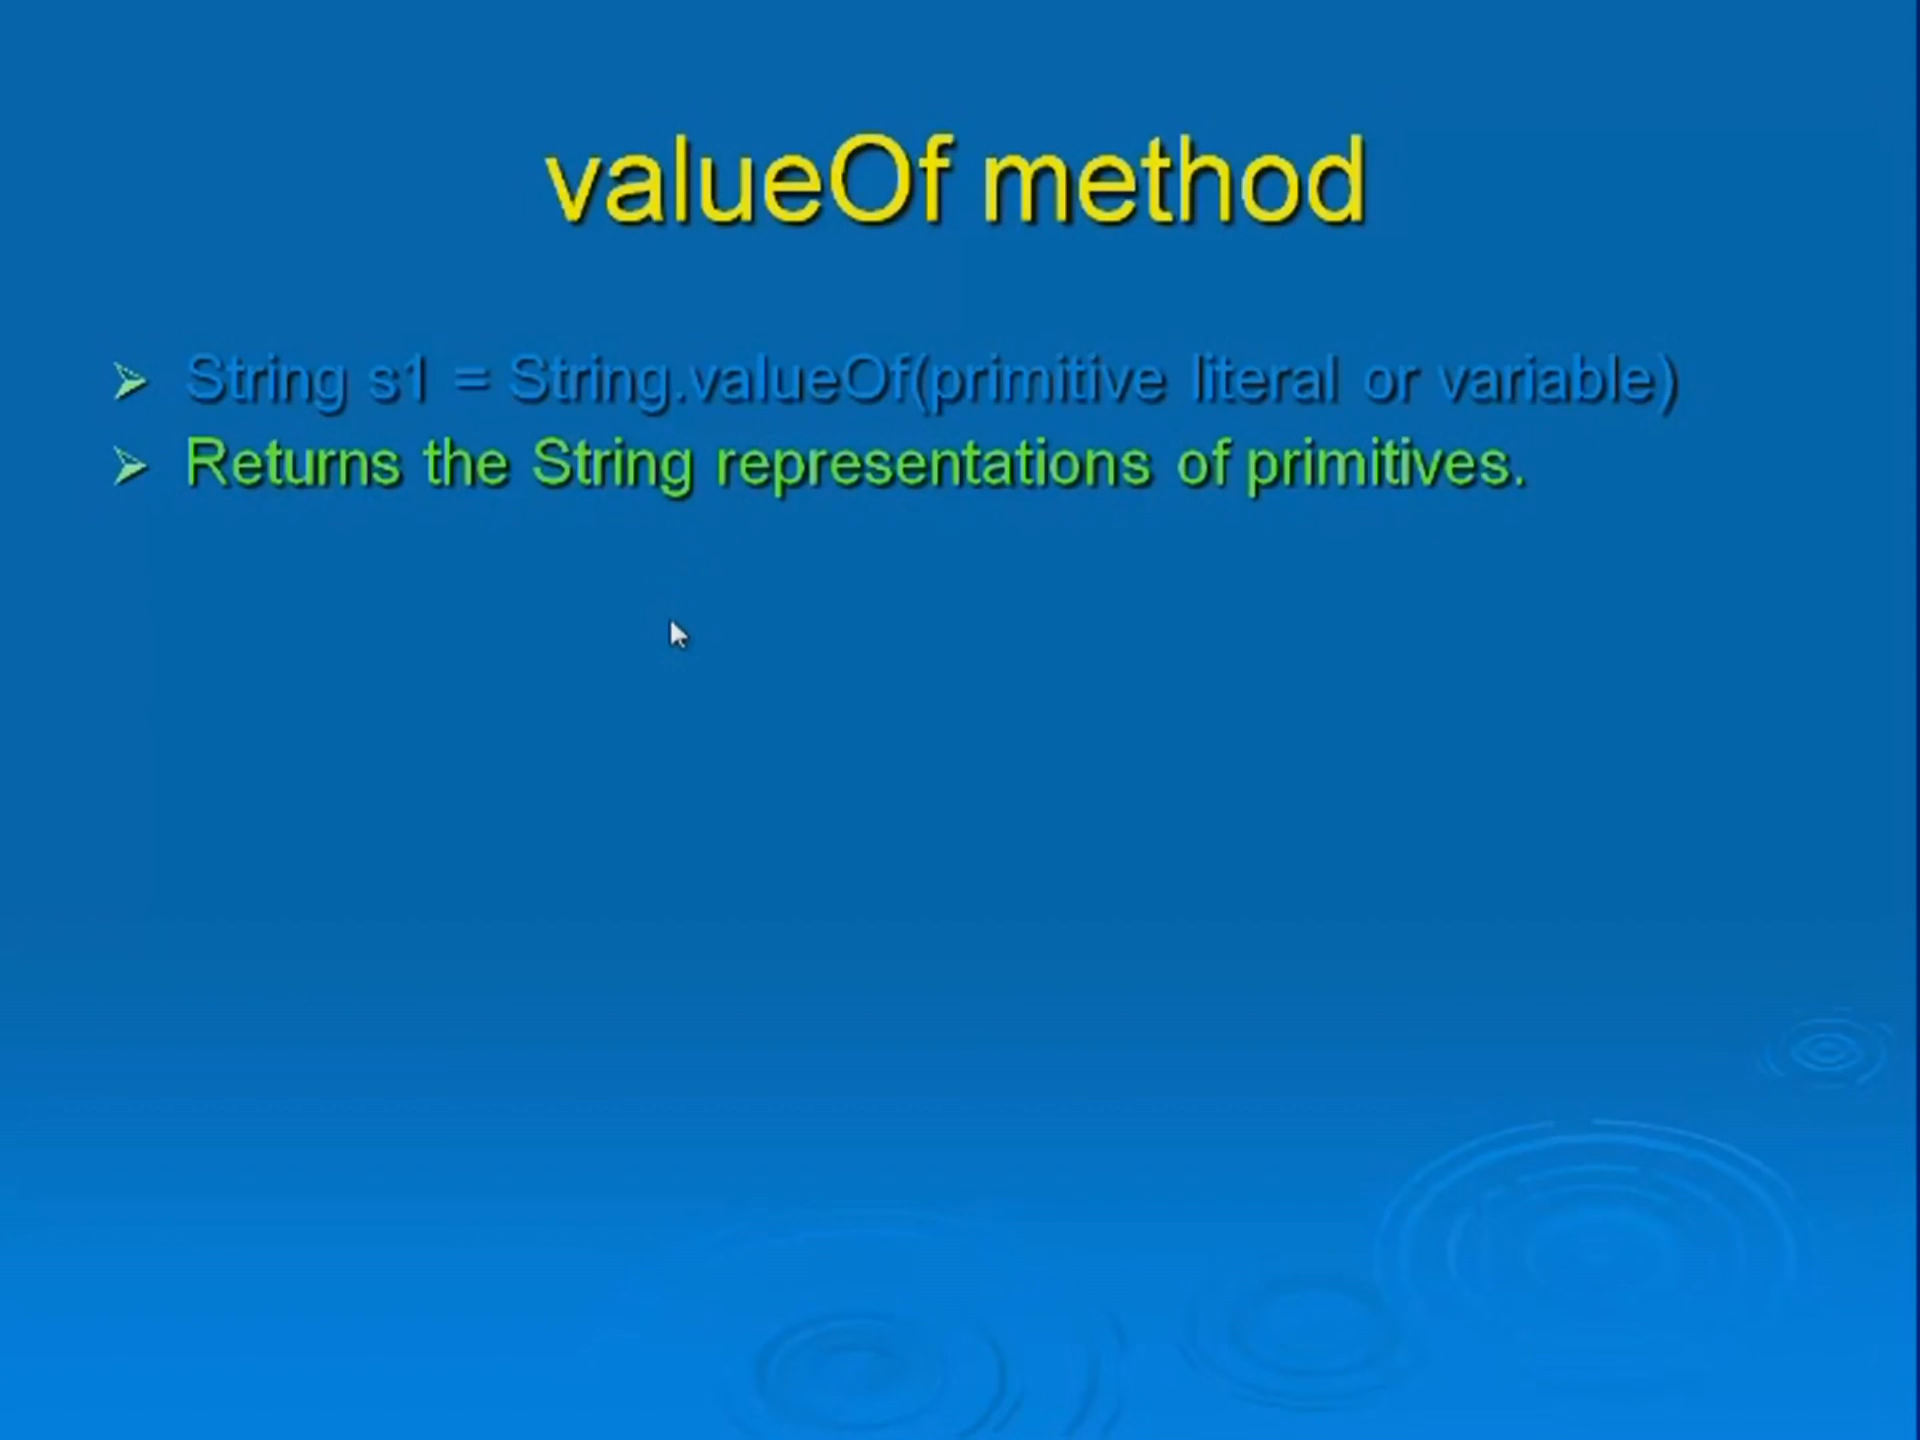 valueOf method
String s1 = String.valueOf(primitive literal or variable)
Returns the String representations of primitives.